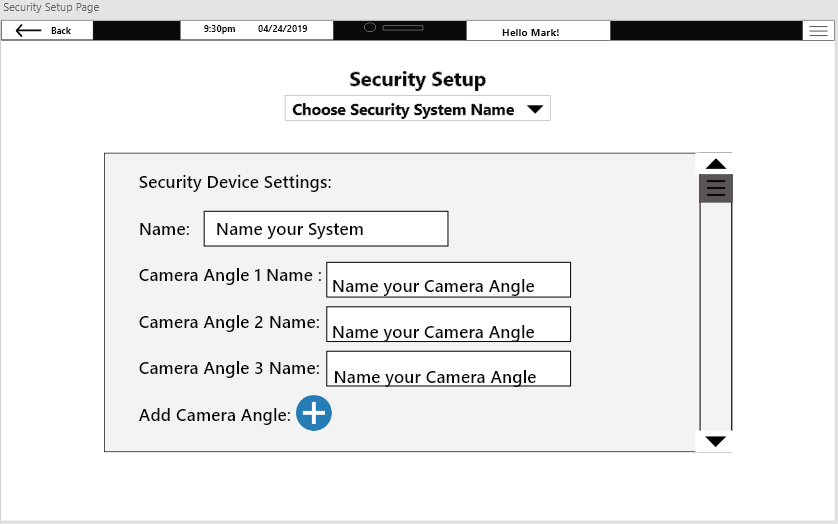 Security Setup Page
Back
9:30pm 04/24/2019
Hello Mark!
Security Setup
Choose Security System Name
Security Device Settings:
Name: Name your System
Camera Angle 1 Name : Name your Camera Angle
Camera Angle 2 Name: Name your Camera Angle
Camera Angle 3 Name: Name your Camera Angle
Add Camera Angle: